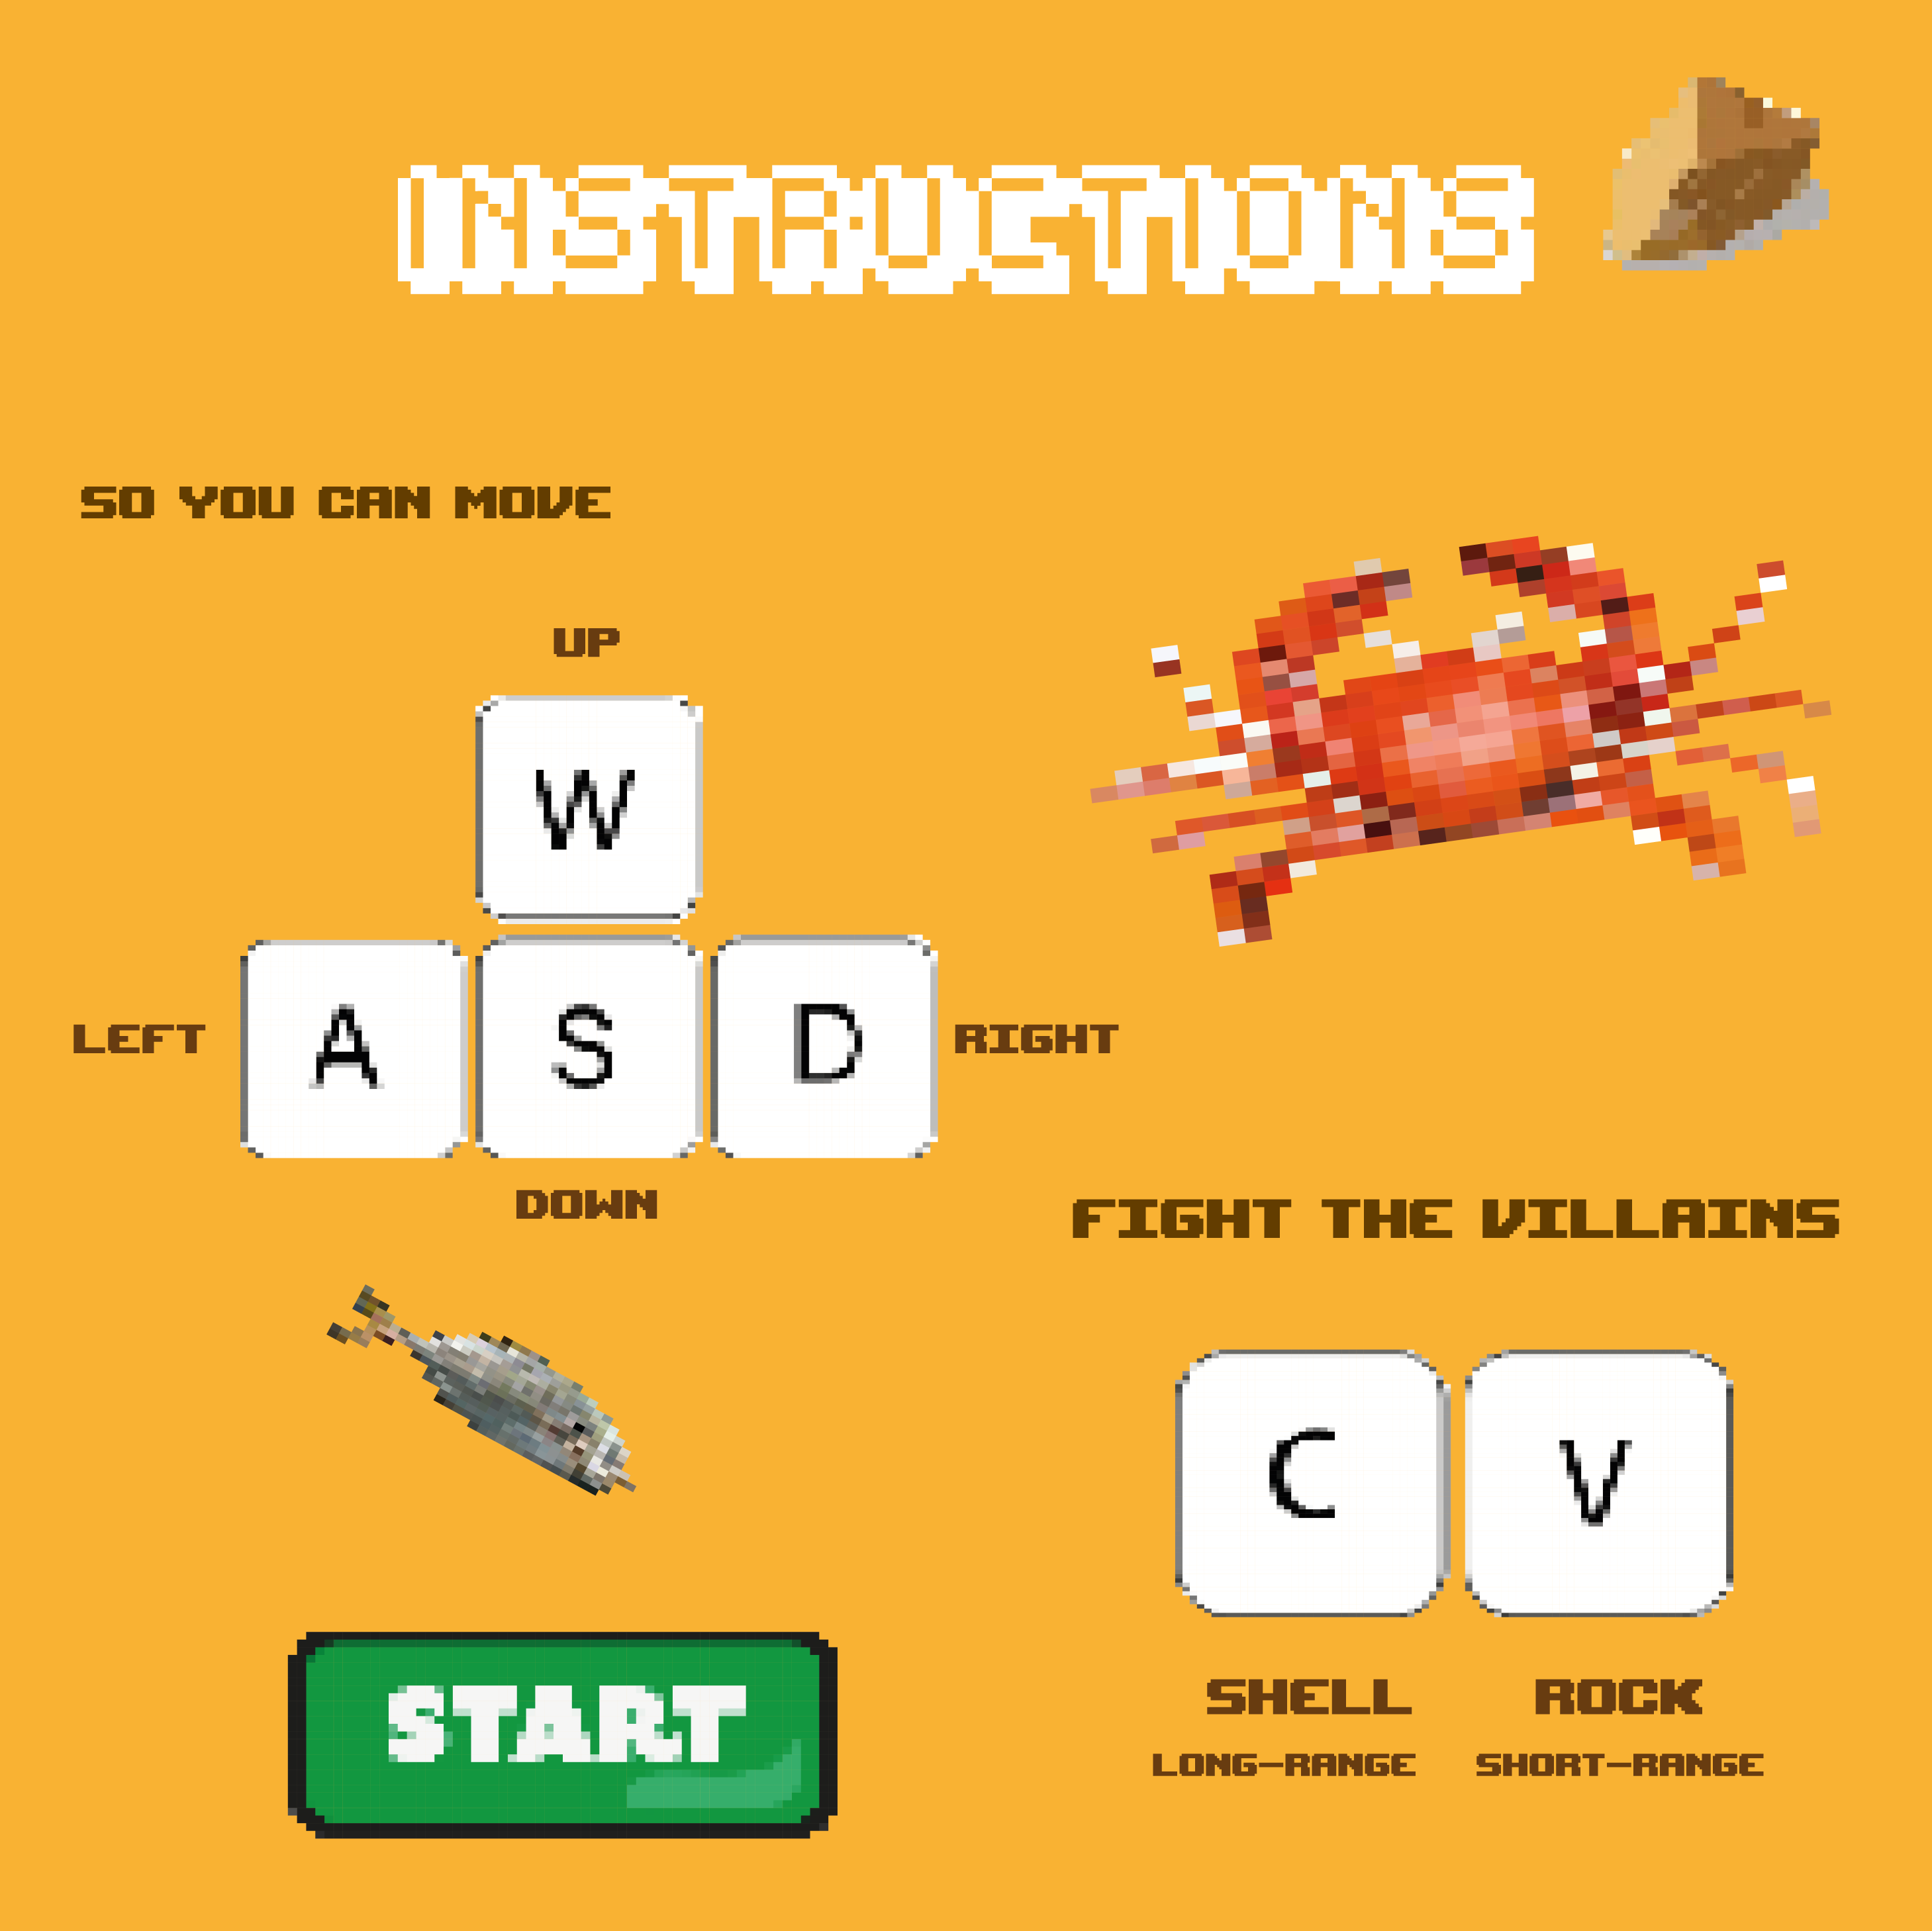 INSTRUCTIONS
SO YOU CAN MOVE
UP
W
LEFT A S D RIGHT
DOWN
FIGHT THE VILLAINS
C V
SHELL ROCK
LONG-RANGE SHORT-RANGE
START